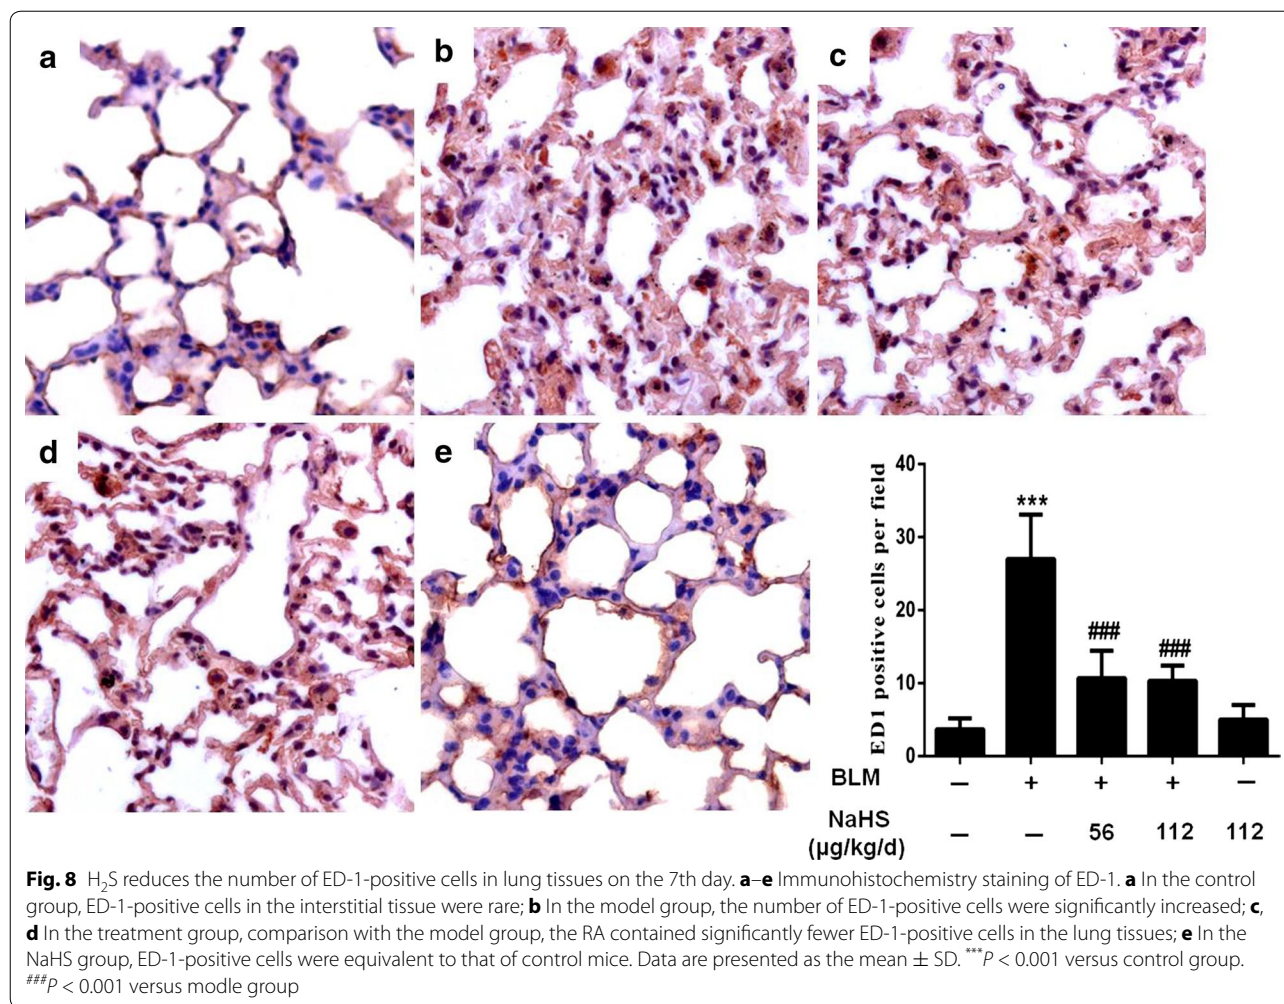 a
b
c
d
e
40
30
20
10
0
ED1 positive cells per field
***
###
###
BLM – + + + –
NaHS – – 56 112 112
(μg/kg/d)
Fig. 8 H2S reduces the number of ED-1-positive cells in lung tissues on the 7th day. a–e Immunohistochemistry staining of ED-1. a In the control
group, ED-1-positive cells in the interstitial tissue were rare; b In the model group, the number of ED-1-positive cells were significantly increased; c,
d In the treatment group, comparison with the model group, the RA contained significantly fewer ED-1-positive cells in the lung tissues; e In the
NaHS group, ED-1-positive cells were equivalent to that of control mice. Data are presented as the mean ± SD. ***P < 0.001 versus control group.
###P < 0.001 versus modle group